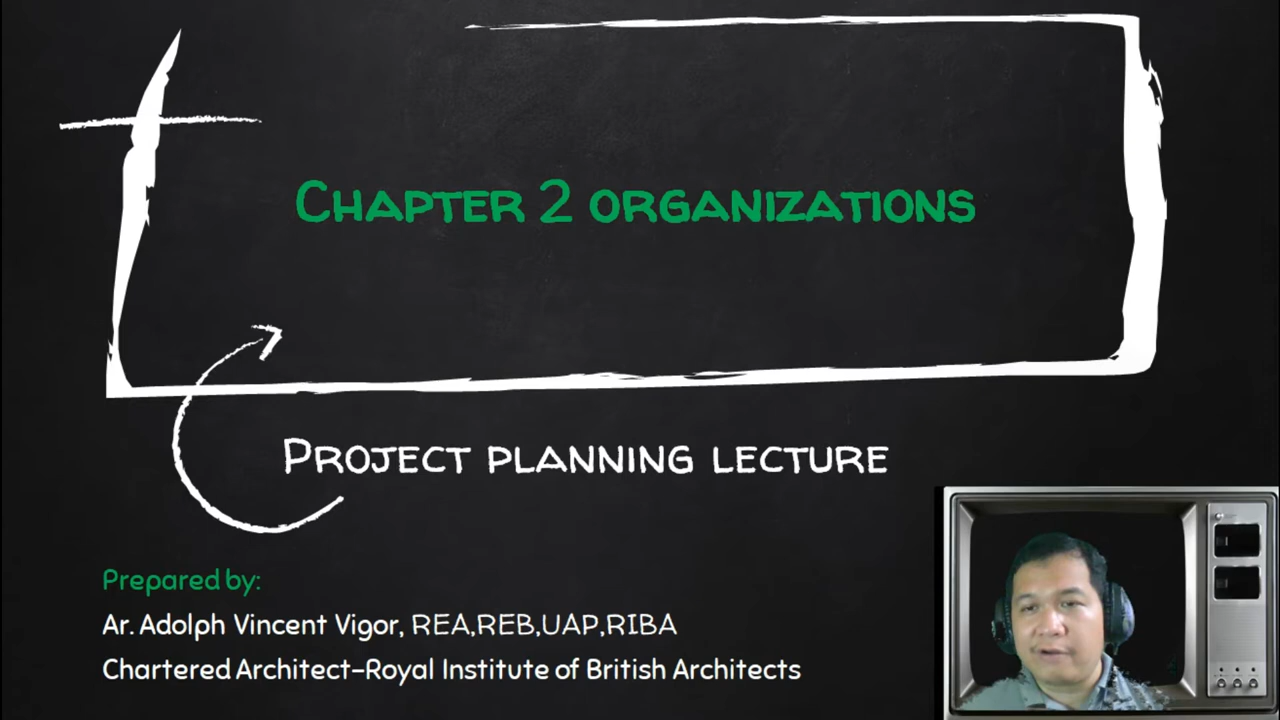 Chapter 2 organizations
Project planning lecture
Prepared by:
Ar. Adolph Vincent Vigor, REA,REB,UAP,RIBA
Chartered Architect-Royal Institute of British Architects